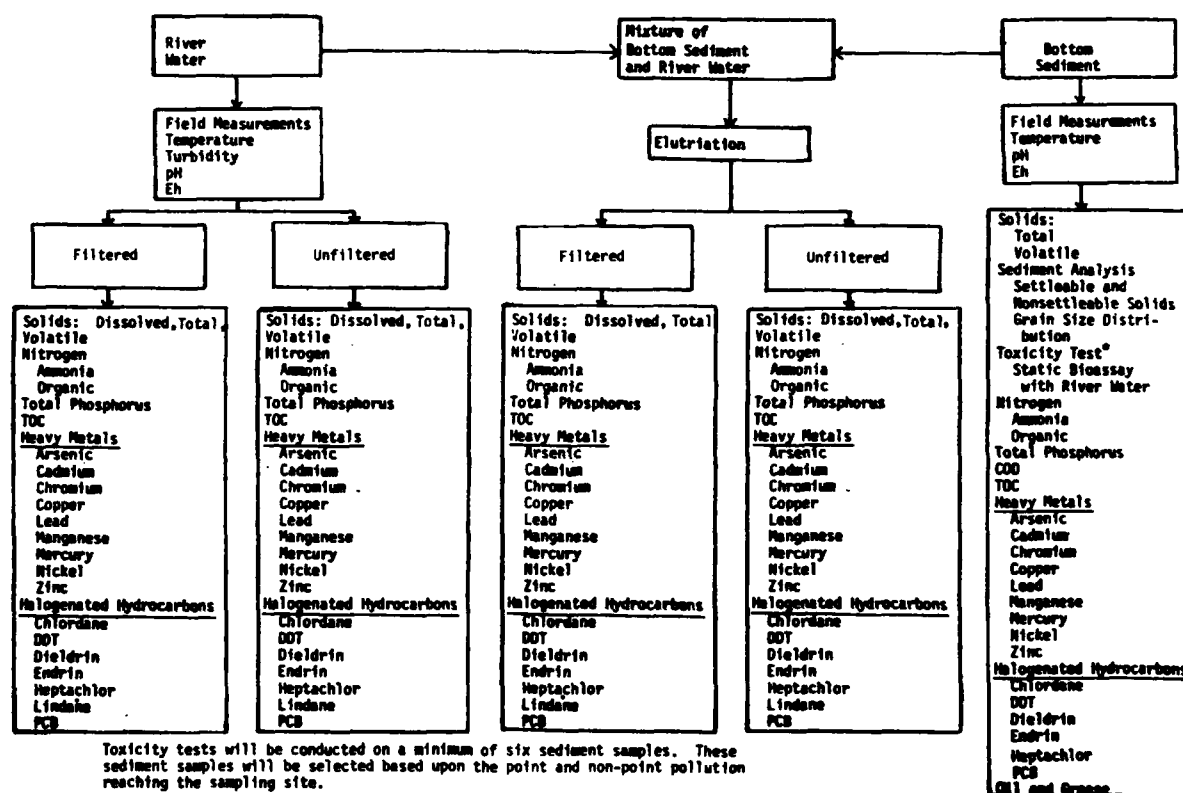 River
Water
Mixture of
Bottom Sediment
and River Water
Bottom
Sediment
Field Measurements
Temperature
Turbidity
pH
Eh
Elutriation
Field Measurements
Temperature
pH
Eh
Filtered
Unfiltered
Filtered
Unfiltered
Solids: Dissolved,Total,
Volatile
Nitrogen
Ammonia
Organic
Total Phosphorus
TOC
Heavy Metals
Arsenic
Cadmium
Chromium
Copper
Lead
Manganese
Mercury
Nickel
Zinc
Halogenated Hydrocarbons
Chlordane
DDT
Dieldrin
Endrin
Heptachlor
Lindane
PCB
Solids: Dissolved,Total,
Volatile
Nitrogen
Ammonia
Organic
Total Phosphorus
TOC
Heavy Metals
Arsenic
Cadmium
Chromium
Copper
Lead
Manganese
Mercury
Nickel
Zinc
Halogenated Hydrocarbons
Chlordane
DDT
Dieldrin
Endrin
Heptachlor
Lindane
PCB
Solids: Dissolved, Total
Volatile
Nitrogen
Ammonia
Organic
Total Phosphorus
TOC
Heavy Metals
Arsenic
Cadmium
Chromium
Copper
Lead
Manganese
Mercury
Nickel
Zinc
Halogenated Hydrocarbons
Chlordane
DDT
Dieldrin
Endrin
Heptachlor
Lindane
PCB
Solids: Dissolved,Total,
Volatile
Nitrogen
Ammonia
Organic
Total Phosphorus
TOC
Heavy Metals
Arsenic
Cadmium
Chromium
Copper
Lead
Manganese
Mercury
Nickel
Zinc
Halogenated Hydrocarbons
Chlordane
DDT
Dieldrin
Endrin
Heptachlor
Lindane
PCB
Solids:
Total
Volatile
Sediment Analysis
Settleable and
Nonsettleable Solids
Grain Size Distri-
bution
Toxicity Test*
Static Bioassay
with River Water
Nitrogen
Ammonia
Organic
Total Phosphorus
COD
TOC
Heavy Metals
Arsenic
Cadmium
Chromium
Copper
Lead
Manganese
Mercury
Nickel
Zinc
Halogenated Hydrocarbons
Chlordane
DDT
Dieldrin
Endrin
Heptachlor
PCB
Oil and Grease
Toxicity tests will be conducted on a minimum of six sediment samples. These
sediment samples will be selected based upon the point and non-point pollution
reaching the sampling site.